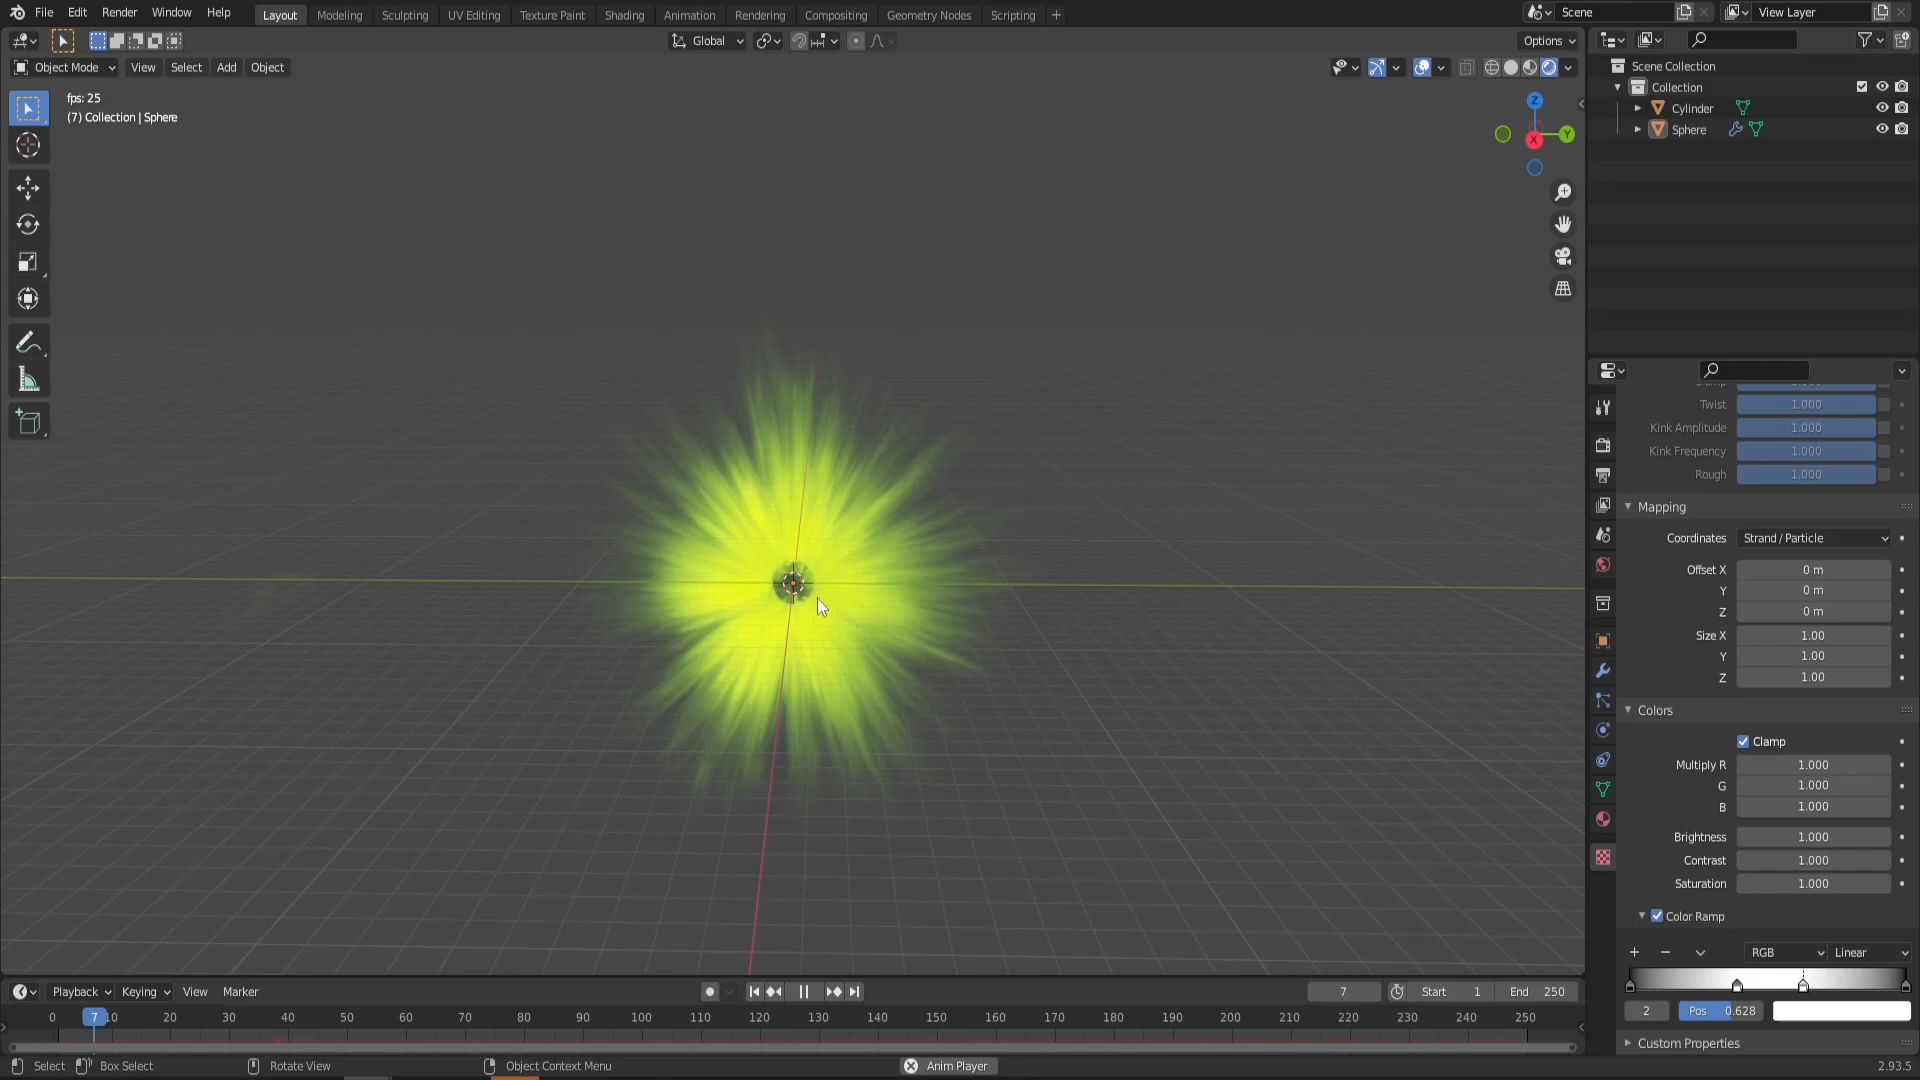 File Edit Render Window Help Layout Modeling Sculpting UV Editing Texture Paint Shading Animation Rendering Compositing Geometry Nodes Scripting + Scene View Layer
Global Options
Object Mode View Select Add Object
fps: 25
(7) Collection | Sphere
Z
Y
X
Scene Collection
Collection
Cylinder
Sphere
Twist 1.000
Kink Amplitude 1.000
Kink Frequency 1.000
Rough 1.000
Mapping
Coordinates Strand / Particle
Offset X 0 m
Y 0 m
Z 0 m
Size X 1.00
Y 1.00
Z 1.00
Colors
Clamp
Multiply R 1.000
G 1.000
B 1.000
Brightness 1.000
Contrast 1.000
Saturation 1.000
Color Ramp
RGB Linear
2 Pos 0.628
Custom Properties
Playback Keying View Marker 7 Start 1 End 250
0 7 10 20 30 40 50 60 70 80 90 100 110 120 130 140 150 160 170 180 190 200 210 220 230 240 250
Select Box Select Rotate View Object Context Menu Anim Player 2.93.5